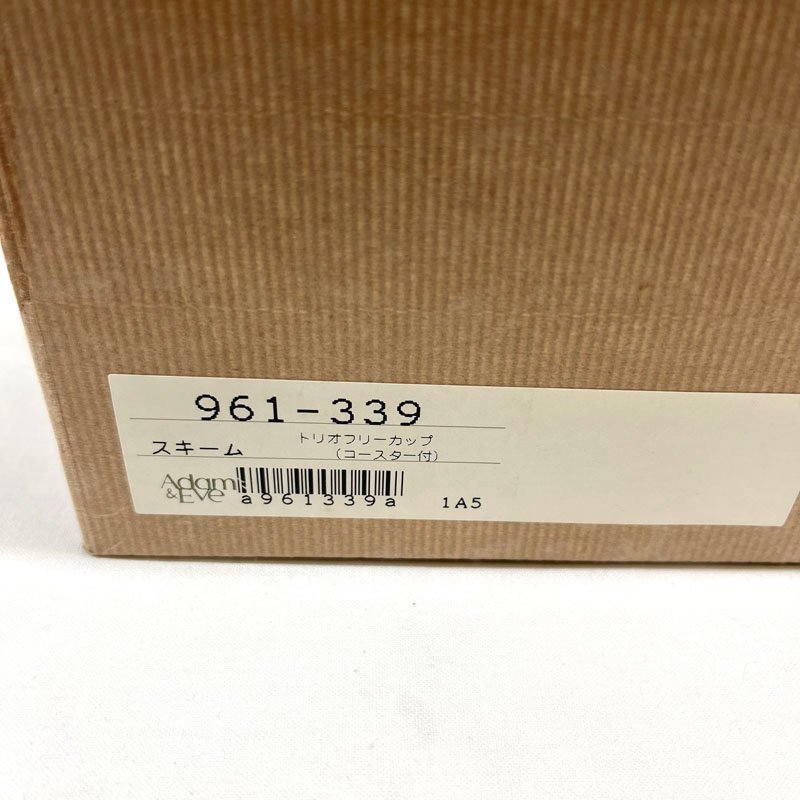 961-339
スキーム
トリオフリーカップ
(コースター付)
Adam
&Eve
a961339a
1A5